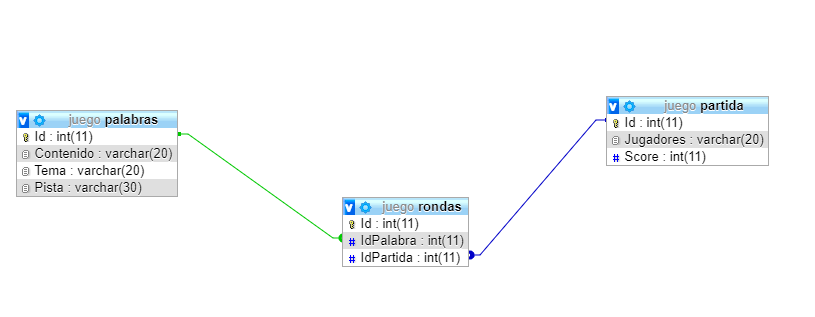 juego palabras
Id : int(11)
Contenido : varchar(20)
Tema : varchar(20)
Pista : varchar(30)
juego rondas
Id : int(11)
# IdPalabra : int(11)
# IdPartida : int(11)
juego partida
Id : int(11)
Jugadores : varchar(20)
# Score : int(11)